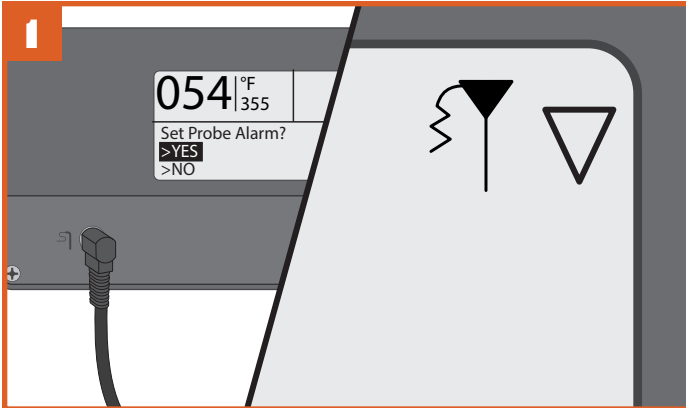 1
054 °F
355
Set Probe Alarm?
>YES
>NO